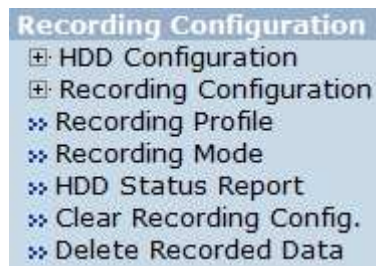 Recording Configuration
HDD Configuration
Recording Configuration
Recording Profile
Recording Mode
HDD Status Report
Clear Recording Config.
Delete Recorded Data